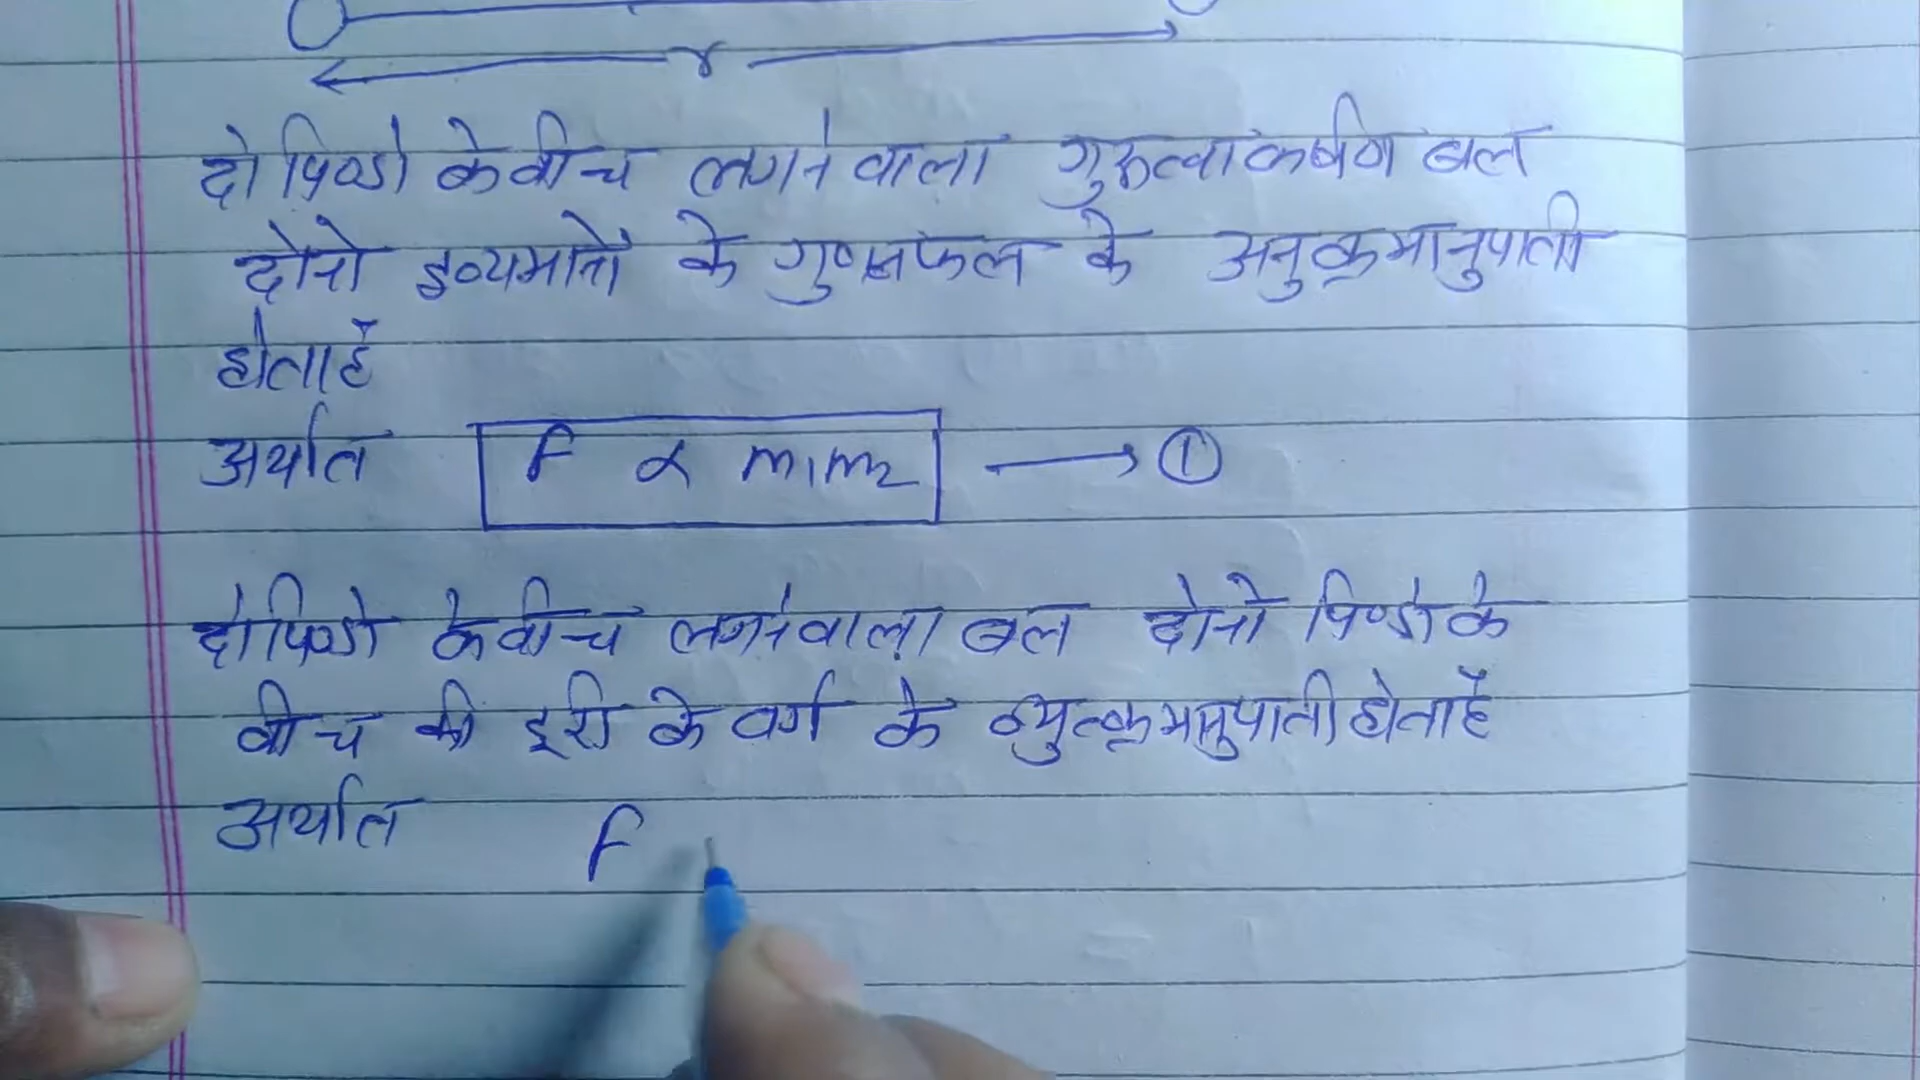 r
दो पिण्डो के बीच लगने वाला गुरुत्वाकर्षण बल
दोनो द्रव्यमानो के गुणनफल के अनुक्रमानुपाती
होता है
अर्थात F α m₁m₂ → ①
दो पिण्डो के बीच लगने वाला बल दोनो पिण्डो के
बीच की दूरी के वर्ग के व्युत्क्रमानुपाती होता है
अर्थात F